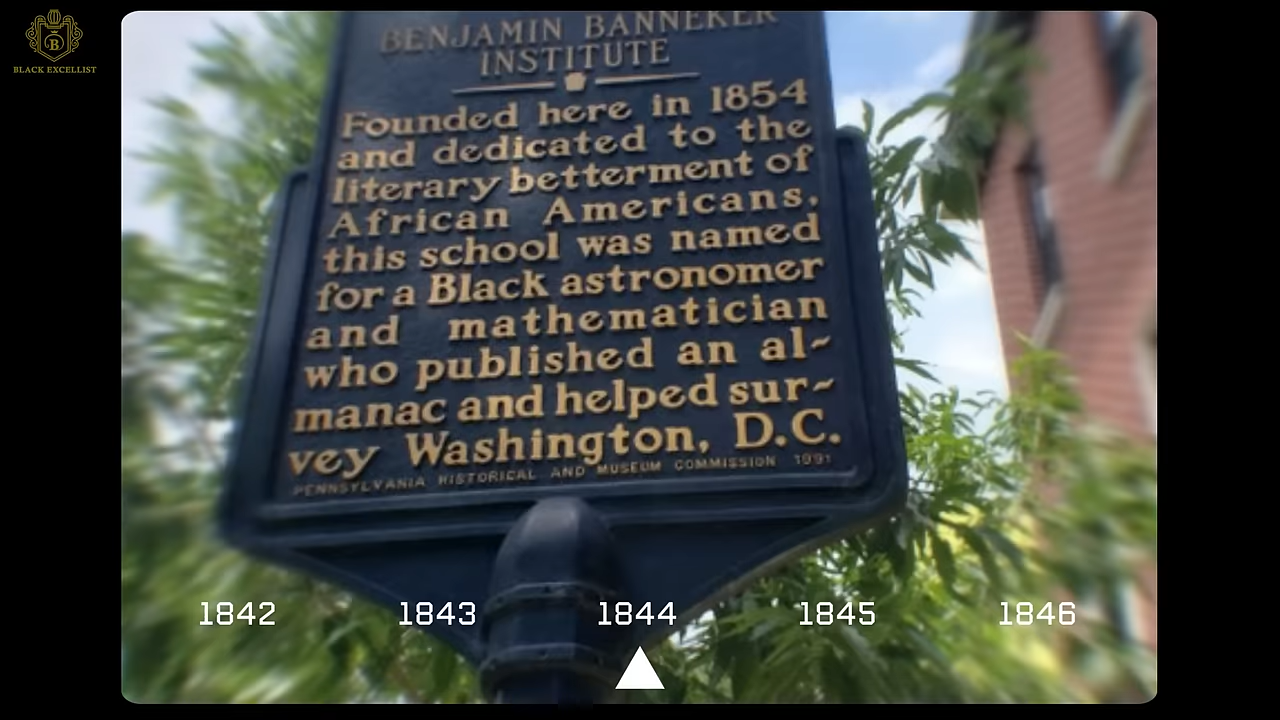 B
BLACK EXCELLIST
BENJAMIN BANNEKER
INSTITUTE
Founded here in 1854
and dedicated to the
literary betterment of
African Americans,
this school was named
for a Black astronomer
and mathematician
who published an al-
manac and helped sur-
vey Washington, D.C.
PENNSYLVANIA HISTORICAL AND MUSEUM COMMISSION 1991
1842 1843 1844 1845 1846